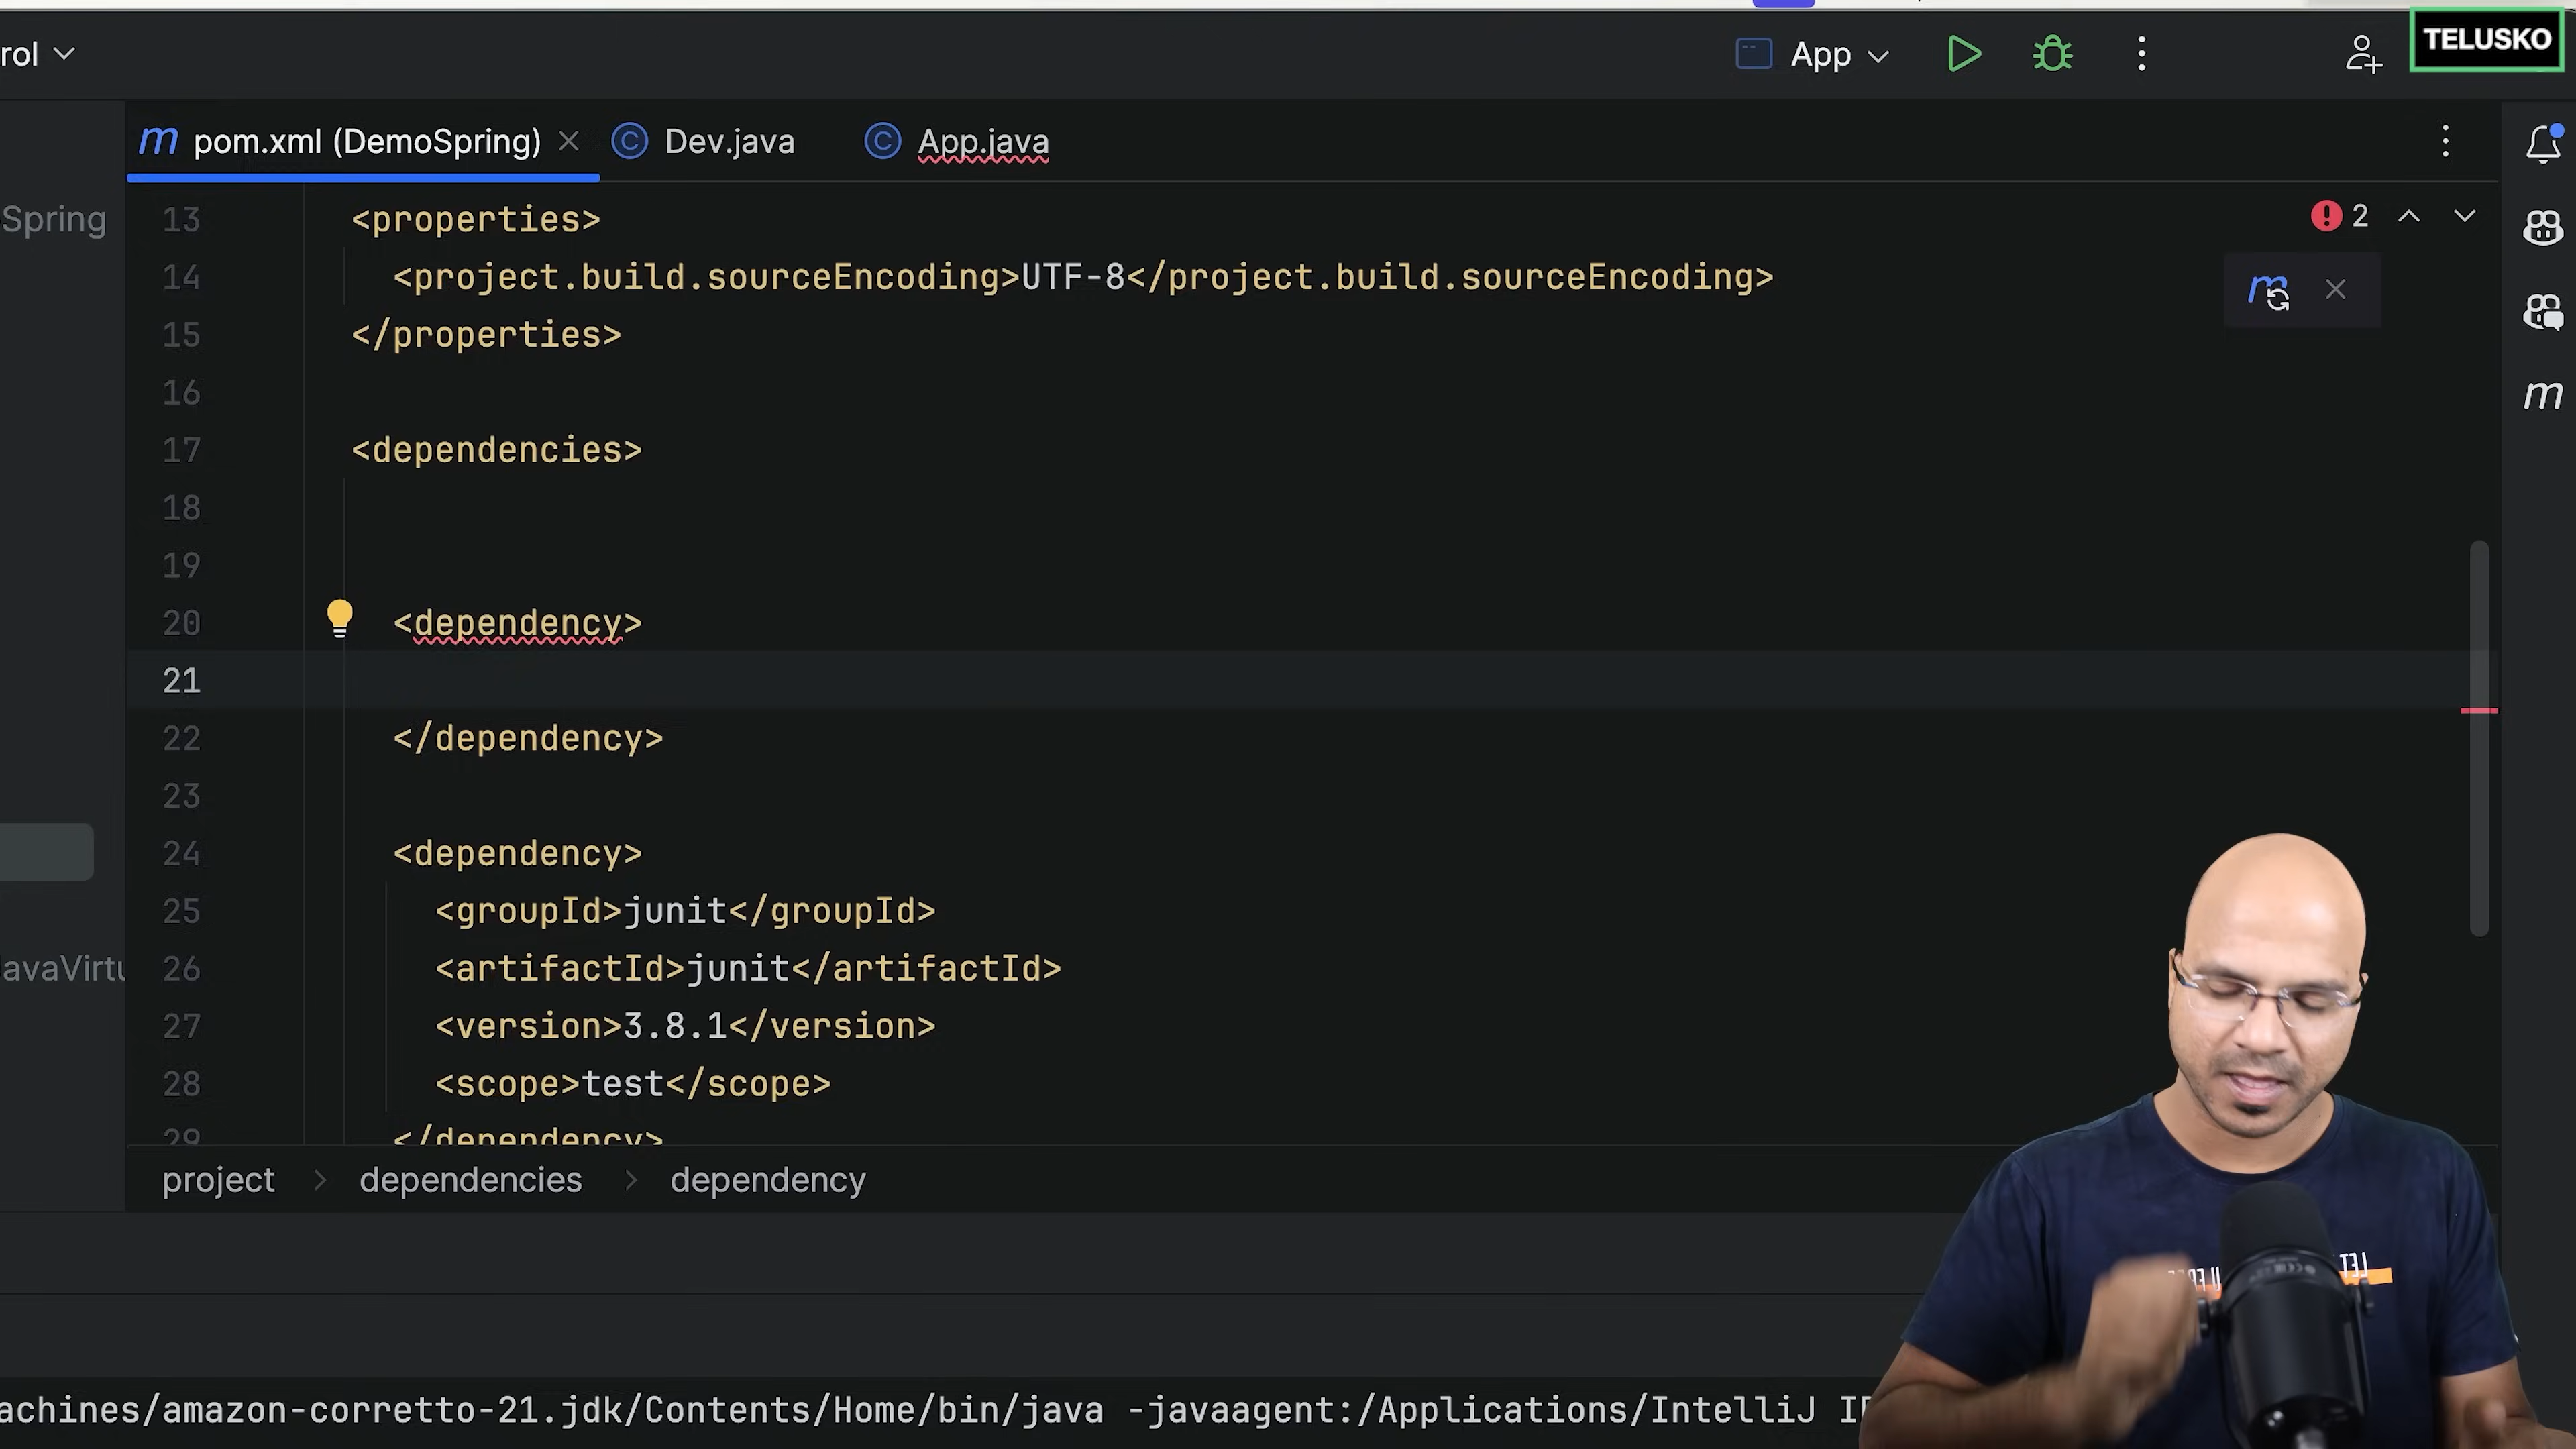 rol
App
TELUSKO
m pom.xml (DemoSpring)
C Dev.java
C App.java
Spring
2
13 <properties>
14 <project.build.sourceEncoding>UTF-8</project.build.sourceEncoding>
15 </properties>
16
17 <dependencies>
18
19
20 <dependency>
21
22 </dependency>
23
24 <dependency>
25 <groupId>junit</groupId>
26 <artifactId>junit</artifactId>
27 <version>3.8.1</version>
28 <scope>test</scope>
29 </dependency>
m
m
avaVirtu
project > dependencies > dependency
achines/amazon-corretto-21.jdk/Contents/Home/bin/java -javaagent:/Applications/IntelliJ I